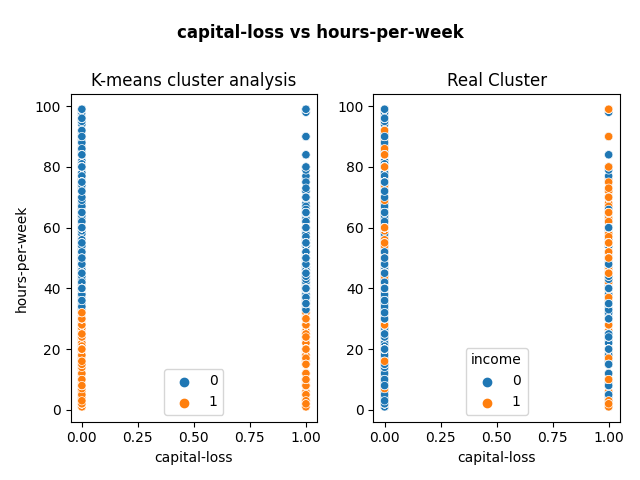 capital-loss vs hours-per-week
K-means cluster analysis
hours-per-week
100
80
60
40
20
0
0
1
0.00 0.25 0.50 0.75 1.00
capital-loss
Real Cluster
100
80
60
40
20
0
income
0
1
0.00 0.25 0.50 0.75 1.00
capital-loss